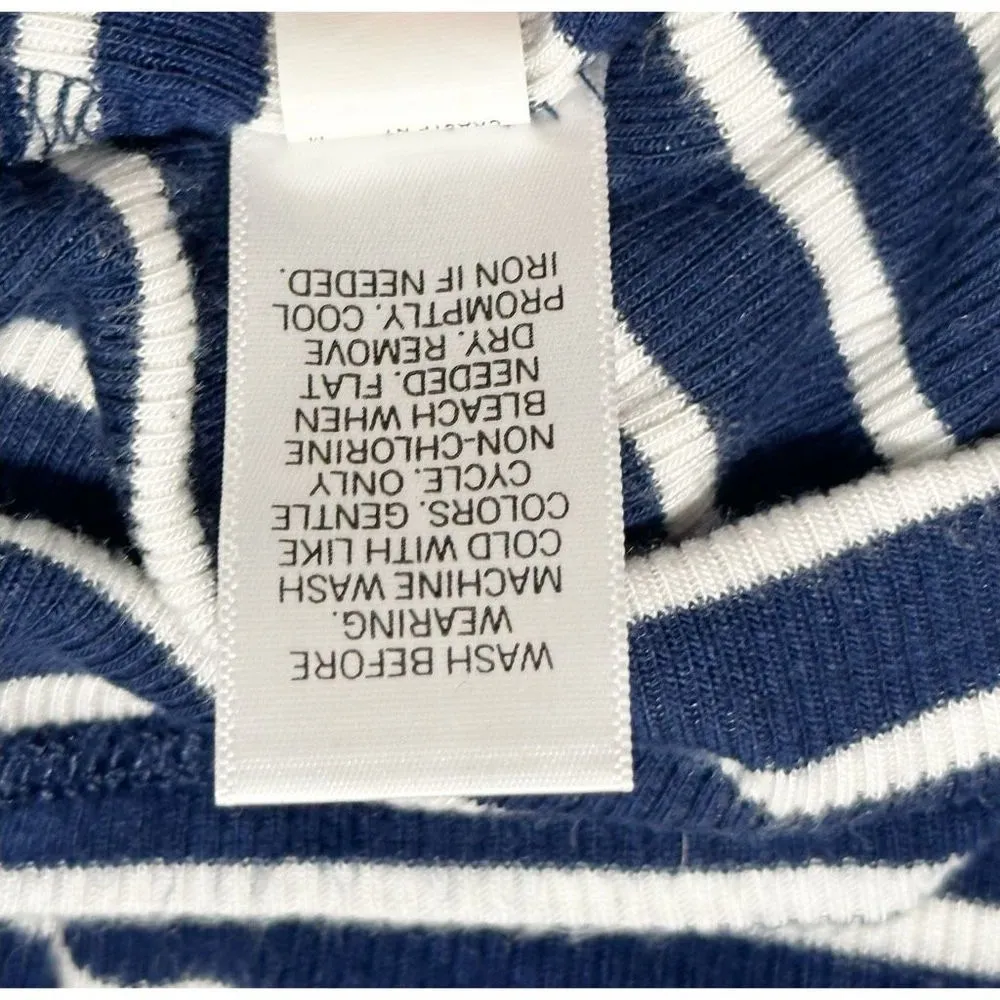 WASH BEFORE
WEARING.
MACHINE WASH
COLD WITH LIKE
COLORS. GENTLE
CYCLE. ONLY
NON-CHLORINE
BLEACH WHEN
NEEDED. FLAT
DRY. REMOVE
PROMPTLY. COOL
IRON IF NEEDED.